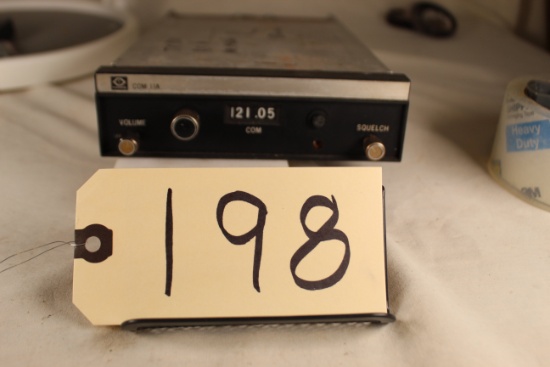 COM 11A
121.05
VOLUME
COM
SQUELCH
198
Heavy
Duty
3M